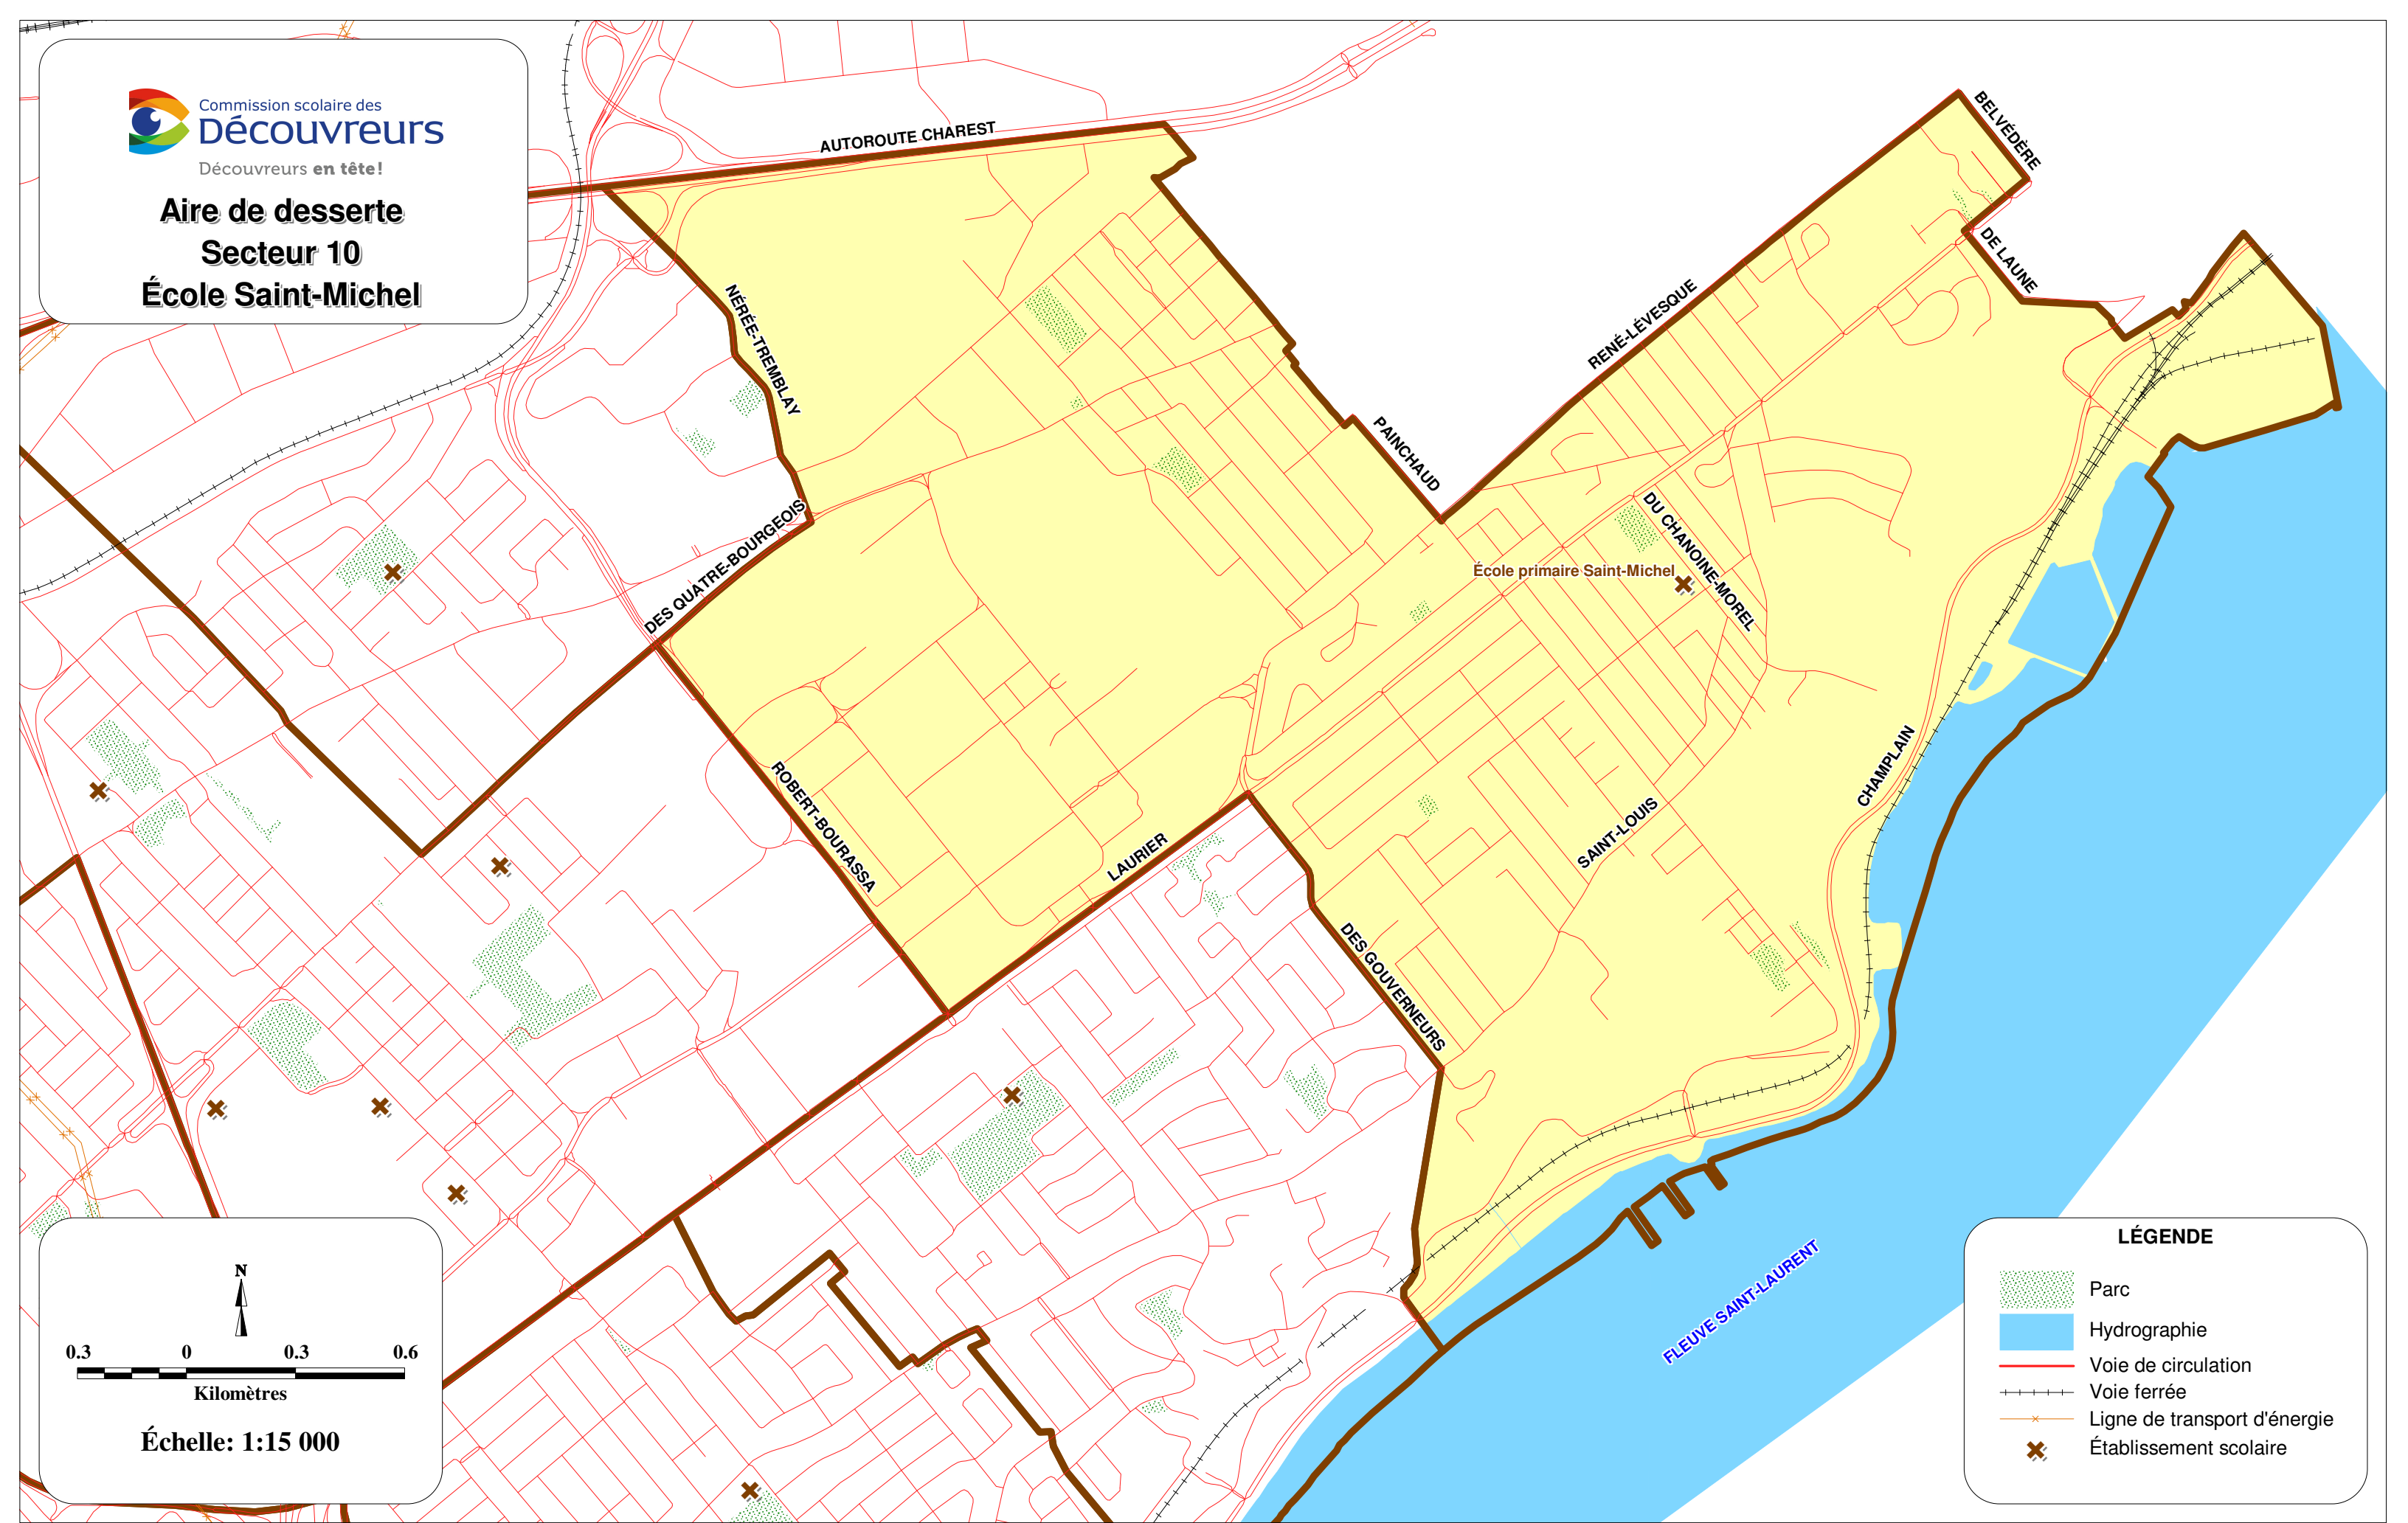 Commission scolaire des
Découvreurs
Découvreurs en tête!
Aire de desserte
Secteur 10
École Saint-Michel
AUTOROUTE CHAREST
BELVÉDÈRE
DE LAUNE
NÉRÉE-TREMBLAY
RENÉ-LÉVESQUE
PAINCHAUD
DES QUATRE-BOURGEOIS
DU CHANOINE-MOREL
École primaire Saint-Michel
CHAMPLAIN
ROBERT-BOURASSA
LAURIER
SAINT-LOUIS
DES GOUVERNEURS
FLEUVE SAINT-LAURENT
N
0.3 0 0.3 0.6
Kilomètres
Échelle: 1:15 000
LÉGENDE
Parc
Hydrographie
Voie de circulation
Voie ferrée
Ligne de transport d'énergie
Établissement scolaire